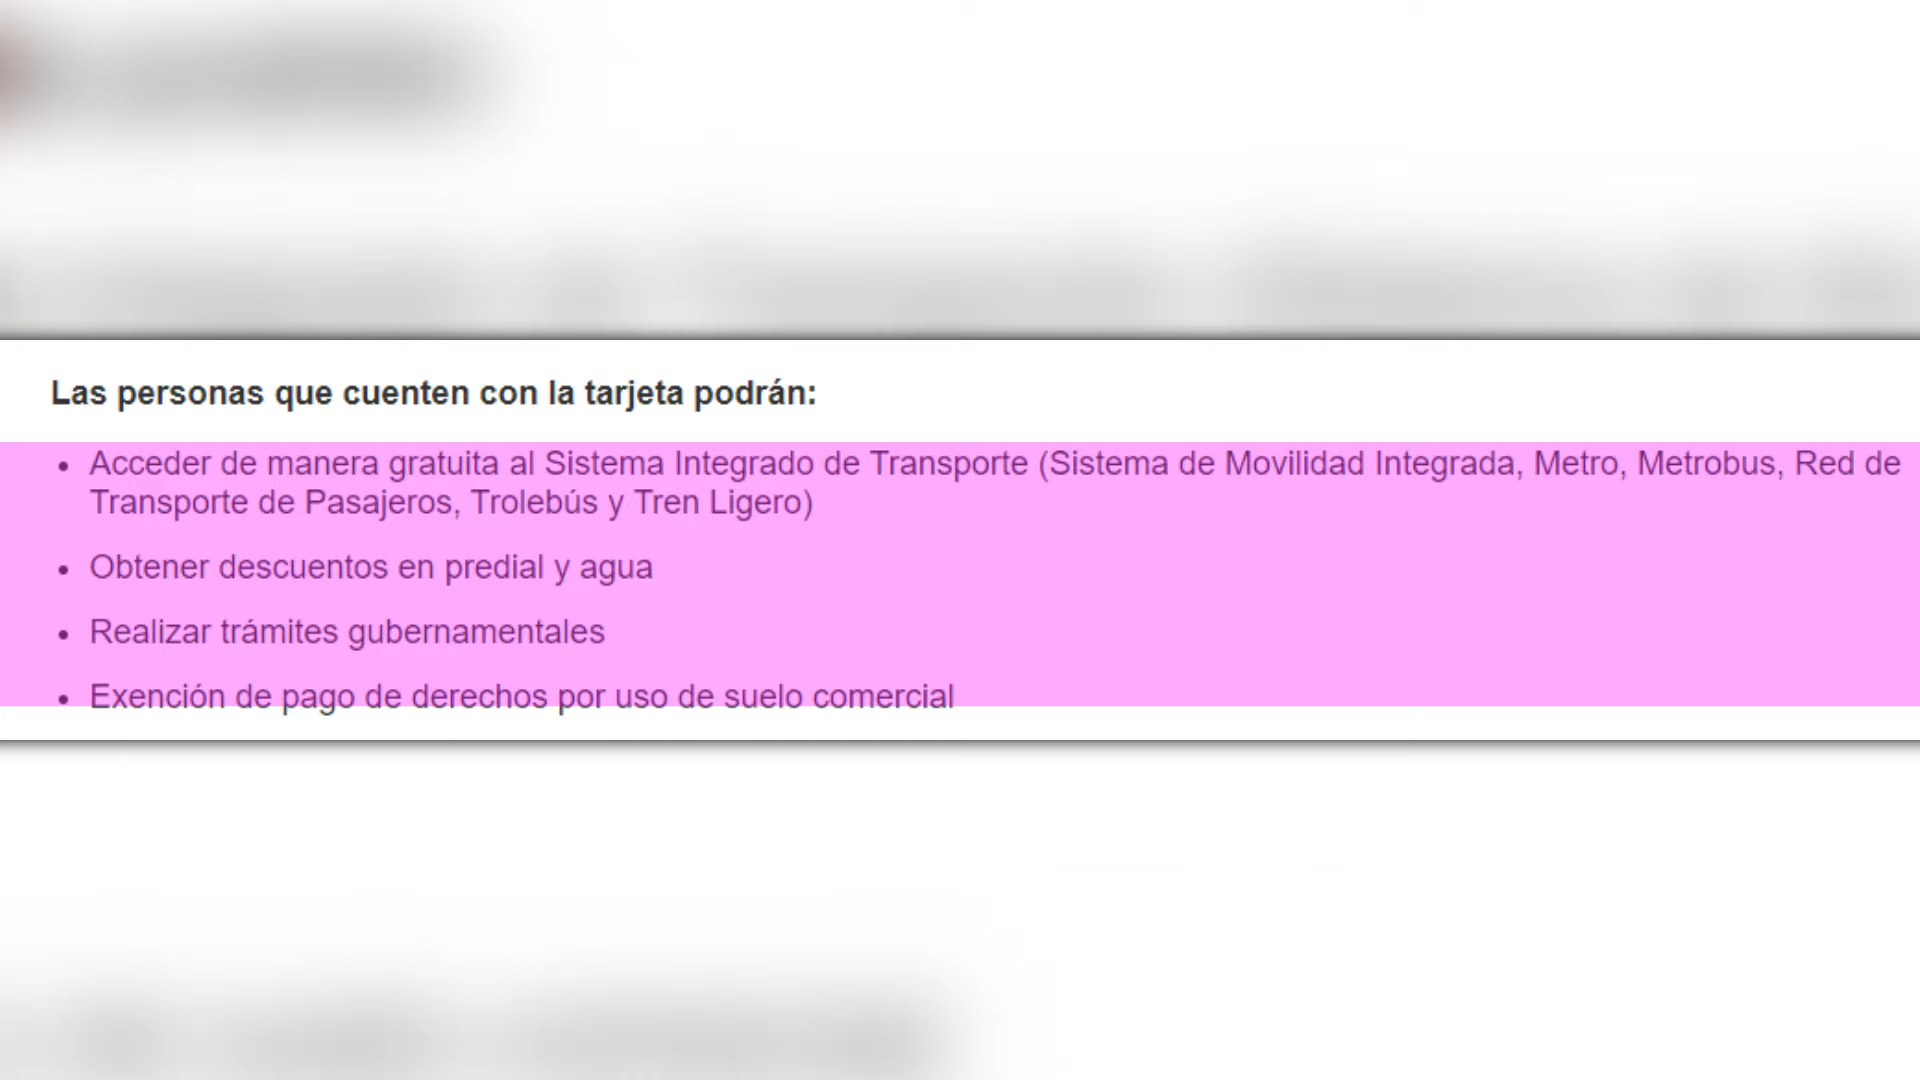 Las personas que cuenten con la tarjeta podrán:
• Acceder de manera gratuita al Sistema Integrado de Transporte (Sistema de Movilidad Integrada, Metro, Metrobus, Red de
Transporte de Pasajeros, Trolebús y Tren Ligero)
• Obtener descuentos en predial y agua
• Realizar trámites gubernamentales
• Exención de pago de derechos por uso de suelo comercial